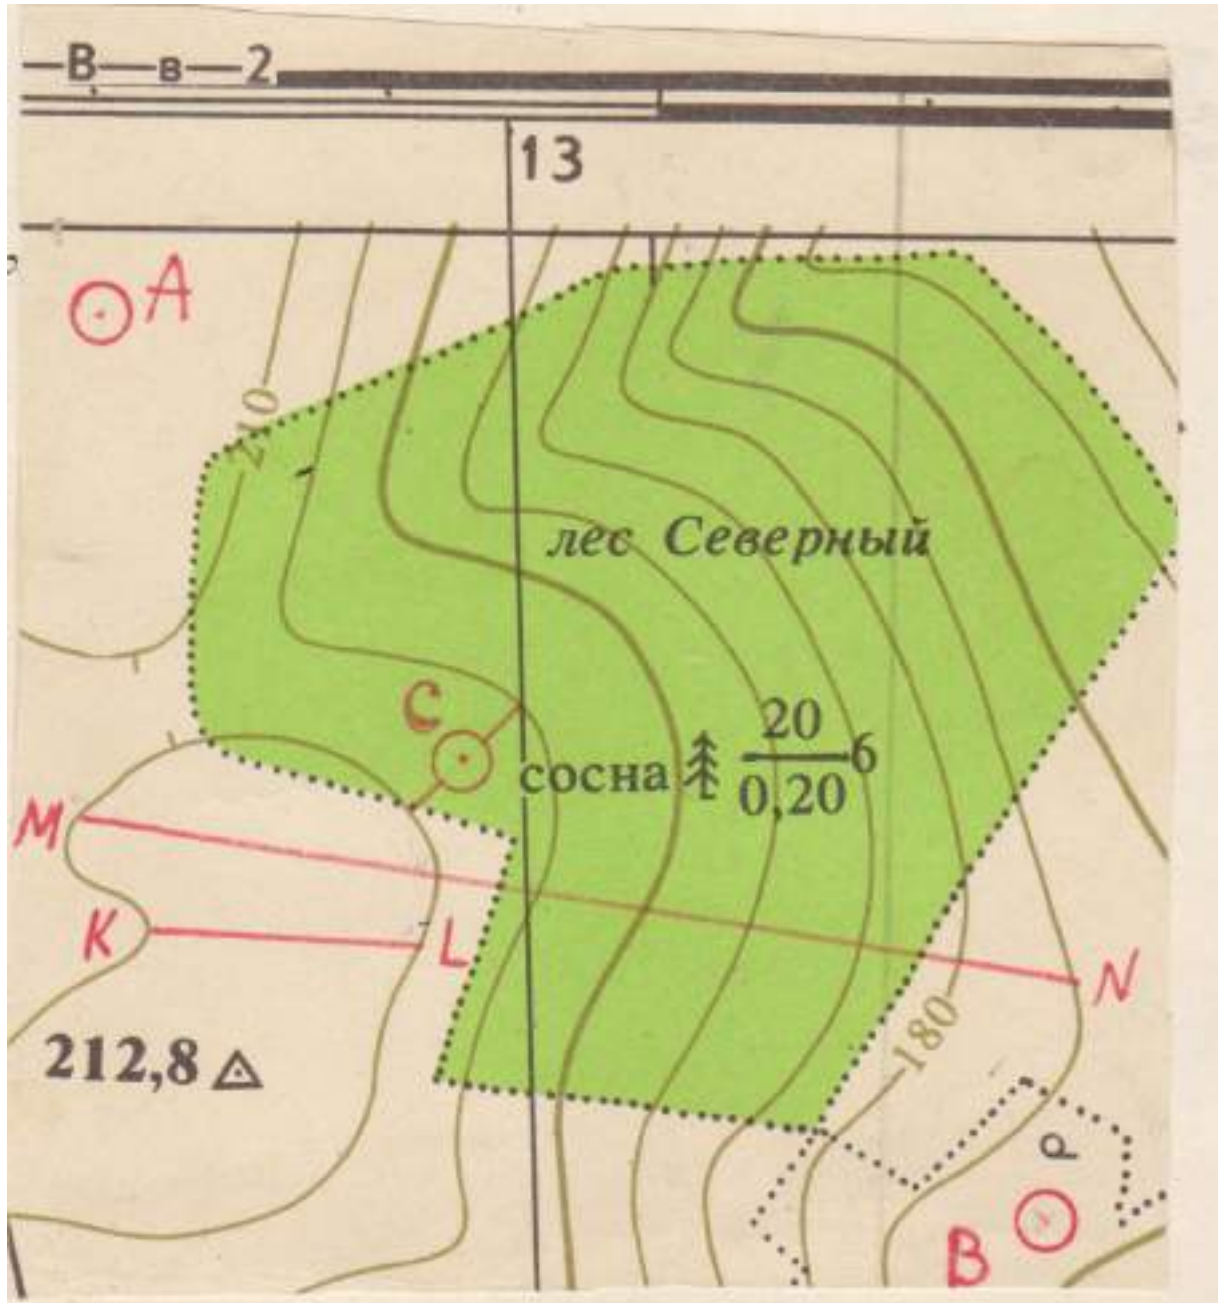 В—в—2
13
А
210
лес Северный
С
20
сосна 6
0,20
М
К
L
N
212,8
180
р
В